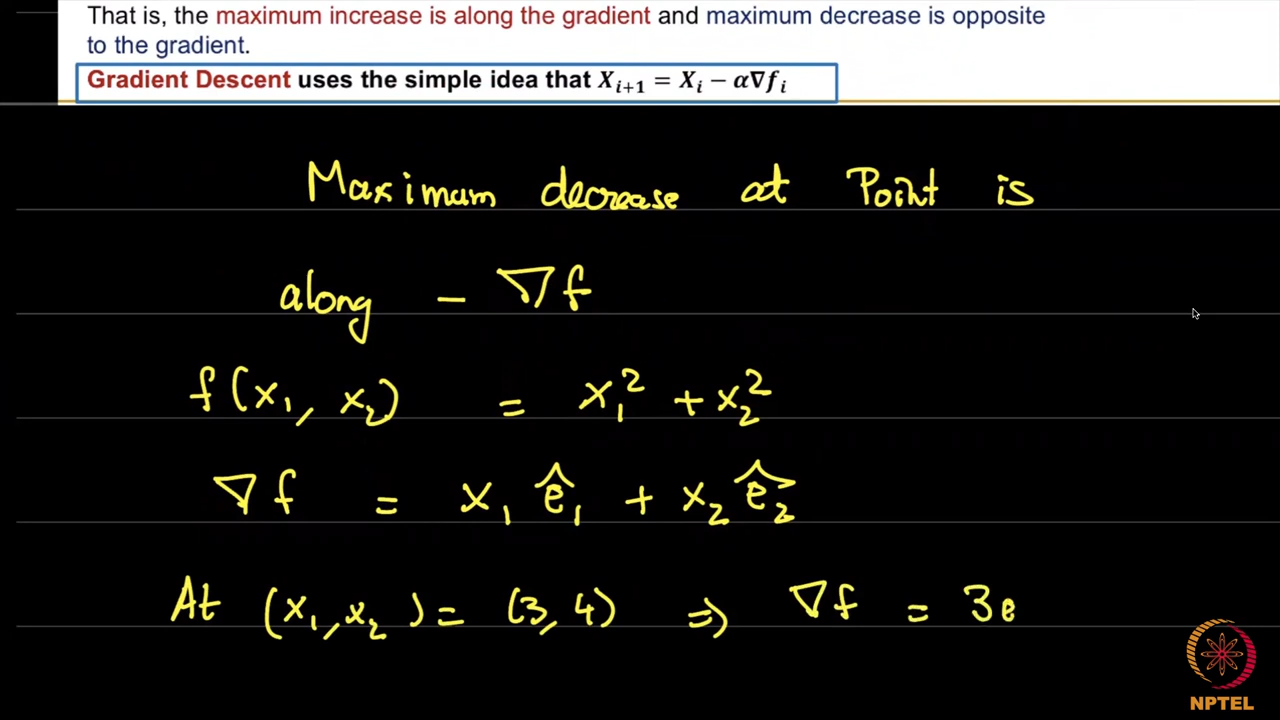 That is, the maximum increase is along the gradient and maximum decrease is opposite
to the gradient.
Gradient Descent uses the simple idea that X_{i+1} = X_i − α∇f_i
Maximum decrease at Point is
along − ∇f
f(x₁, x₂) = x₁² + x₂²
∇f = x₁ ê₁ + x₂ ê₂
At (x₁, x₂) = (3, 4) ⇒ ∇f = 3e
NPTEL